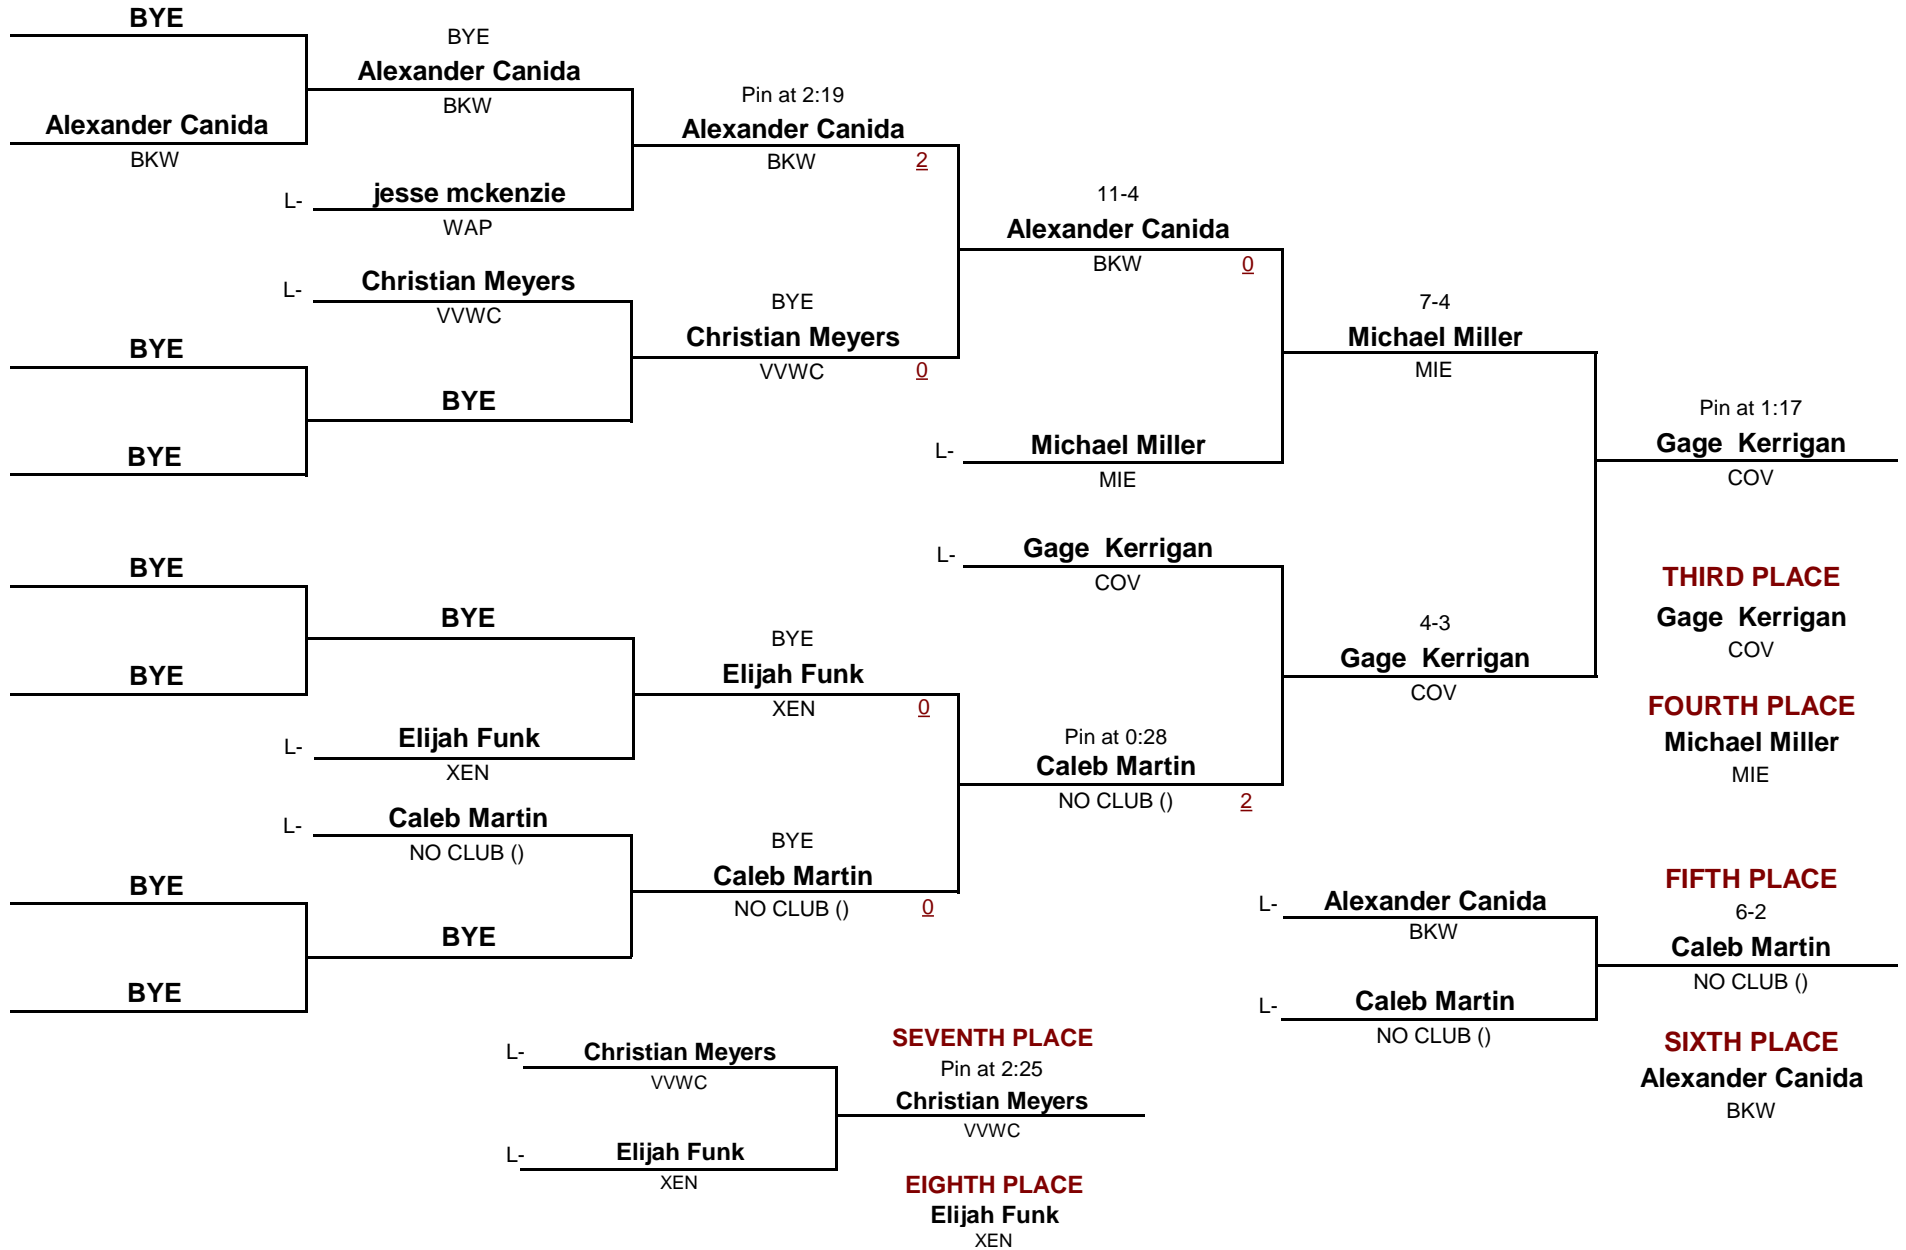 BYE
Alexander Canida
BKW
BYE
Alexander Canida
BKW
L-
jesse mckenzie
WAP
L-
Christian Meyers
VVWC
BYE
BYE
BYE
Pin at 2:19
Alexander Canida
BKW
2
BYE
Christian Meyers
VVWC
0
11-4
Alexander Canida
BKW
0
L-
Michael Miller
MIE
7-4
Michael Miller
MIE
BYE
BYE
BYE
L-
Elijah Funk
XEN
L-
Caleb Martin
NO CLUB ()
BYE
BYE
BYE
BYE
Elijah Funk
XEN
0
BYE
Caleb Martin
NO CLUB ()
0
L-
Gage Kerrigan
COV
Pin at 0:28
Caleb Martin
NO CLUB ()
2
4-3
Gage Kerrigan
COV
Pin at 1:17
Gage Kerrigan
COV
THIRD PLACE
Gage Kerrigan
COV
FOURTH PLACE
Michael Miller
MIE
L-
Alexander Canida
BKW
L-
Caleb Martin
NO CLUB ()
FIFTH PLACE
6-2
Caleb Martin
NO CLUB ()
SIXTH PLACE
Alexander Canida
BKW
L-
Christian Meyers
VVWC
L-
Elijah Funk
XEN
SEVENTH PLACE
Pin at 2:25
Christian Meyers
VVWC
EIGHTH PLACE
Elijah Funk
XEN